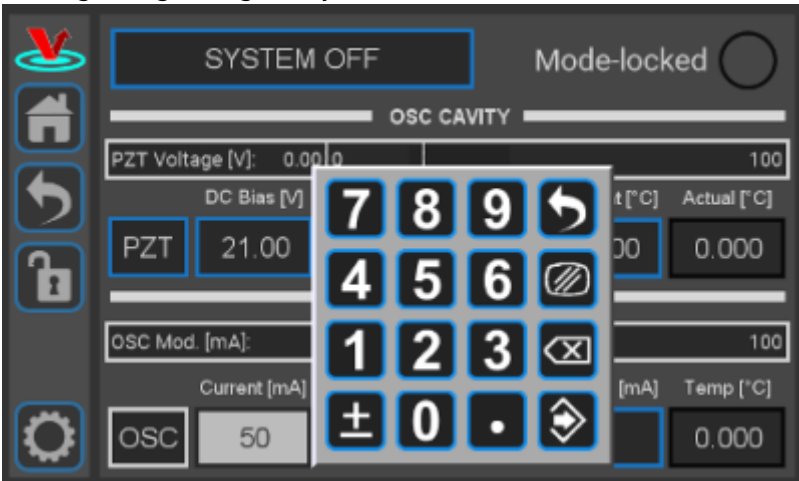 SYSTEM OFF Mode-locked
OSC CAVITY
PZT Voltage [V]: 0.00 0 100
DC Bias [V] [°C] Actual [°C]
PZT 21.00 00 0.000
OSC Mod. [mA]: 100
Current [mA] [mA] Temp [°C]
OSC 50 0.000
7 8 9
4 5 6
1 2 3
± 0 .